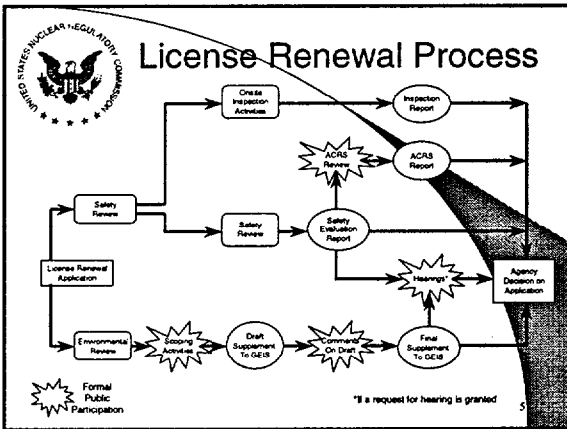 UNITED STATES NUCLEAR REGULATORY COMMISSION
License Renewal Process
Onsite
Inspection
Activities
Inspection
Report
ACRS
Review
ACRS
Report
Safety
Review
Safety
Review
Safety
Evaluation
Report
License Renewal
Application
Hearings*
Agency
Decision on
Application
Environmental
Review
Scoping
Activities
Draft
Supplement
To GEIS
Comments
On Draft
Final
Supplement
To GEIS
Formal
Public
Participation
*If a request for hearing is granted
5